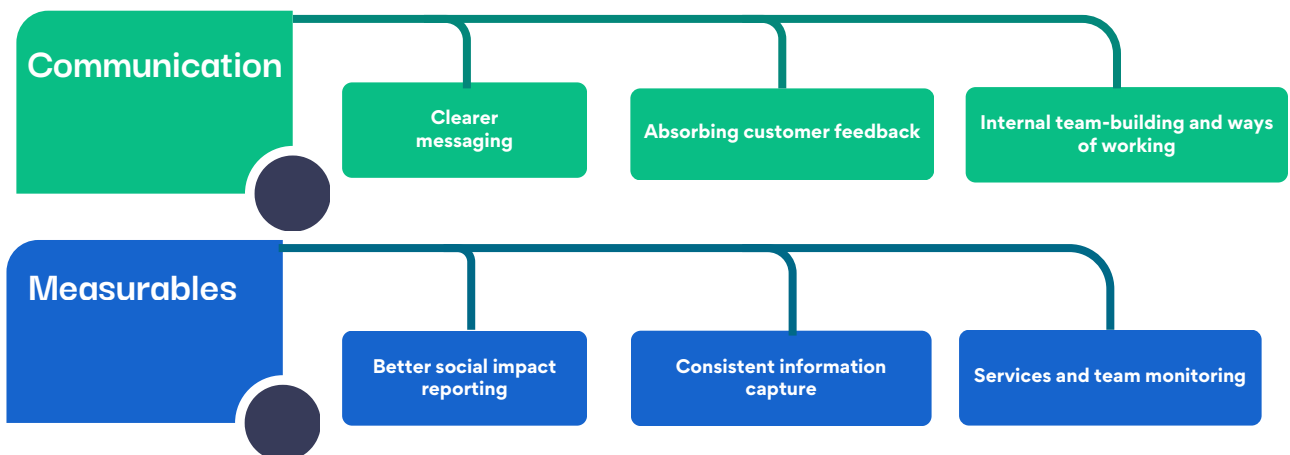 Communication
Clearer
messaging
Absorbing customer feedback
Internal team-building and ways
of working
Measurables
Better social impact
reporting
Consistent information
capture
Services and team monitoring